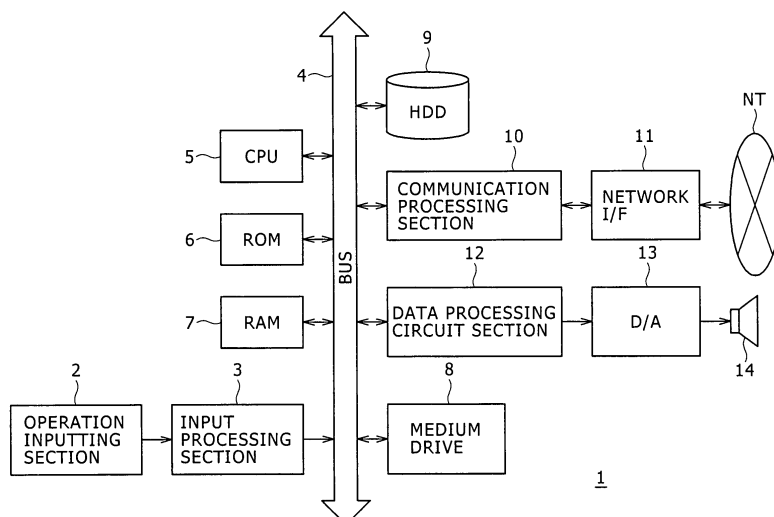 9
4
HDD
NT
10
11
5
CPU
COMMUNICATION
PROCESSING
SECTION
NETWORK
I/F
6
ROM
12
13
BUS
7
RAM
DATA PROCESSING
CIRCUIT SECTION
D/A
14
2
3
8
OPERATION
INPUTTING
SECTION
INPUT
PROCESSING
SECTION
MEDIUM
DRIVE
1